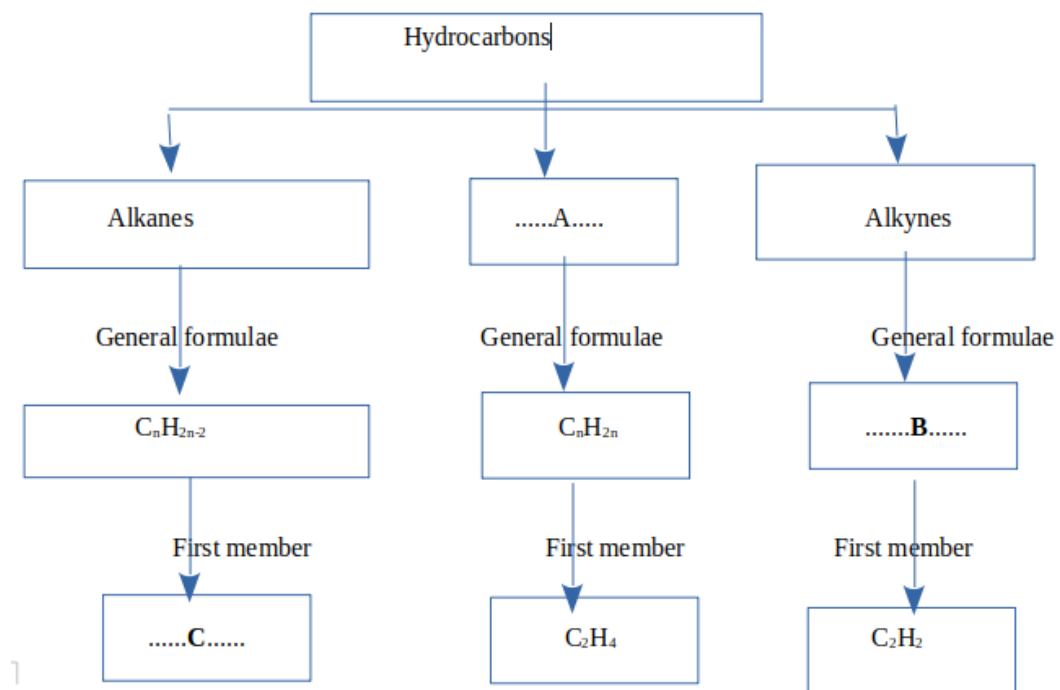 Hydrocarbons
Alkanes ......A..... Alkynes
General formulae General formulae General formulae
CₙH₂ₙ₋₂ CₙH₂ₙ .......B......
First member First member First member
......C...... C₂H₄ C₂H₂